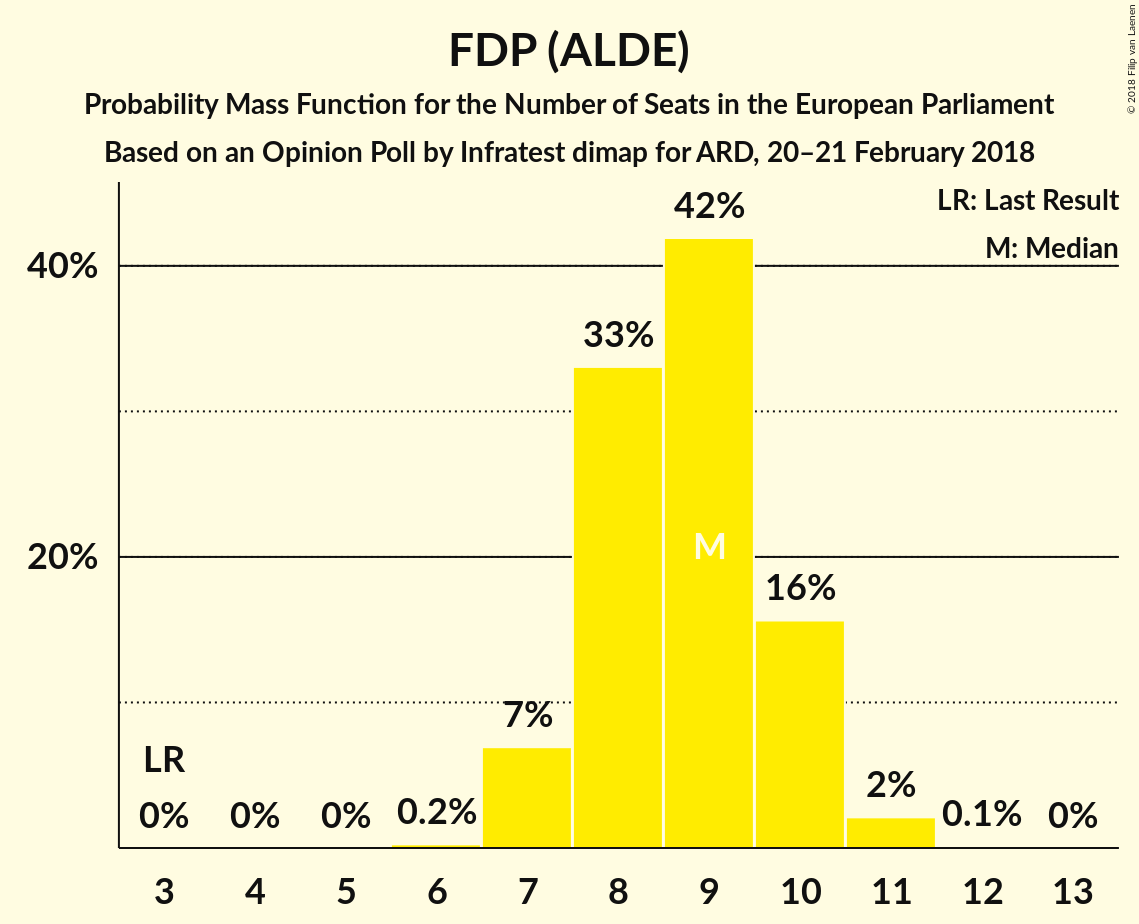 FDP (ALDE)
Probability Mass Function for the Number of Seats in the European Parliament
Based on an Opinion Poll by Infratest dimap for ARD, 20–21 February 2018
© 2018 Filip van Laenen
LR: Last Result
M: Median
40%
20%
42%
33%
M
16%
7%
LR
0%
0%
0%
0.2%
2%
0.1%
0%
3 4 5 6 7 8 9 10 11 12 13